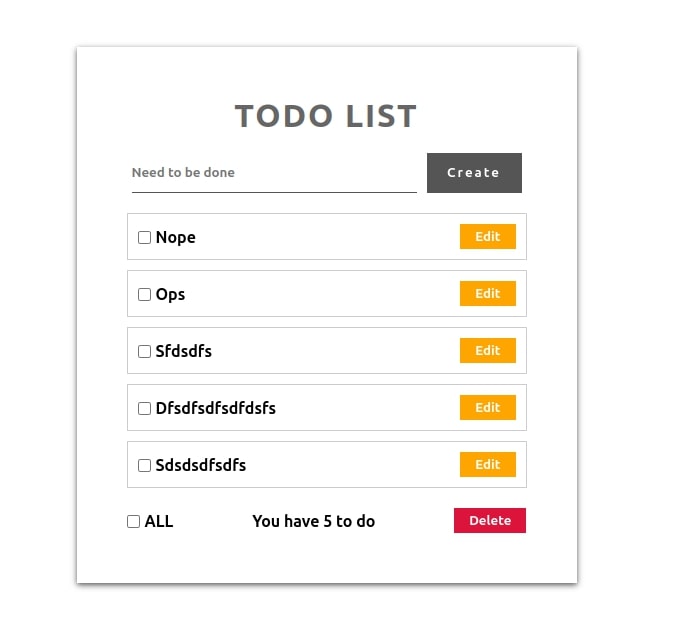 TODO LIST
Need to be done Create
Nope Edit
Ops Edit
Sfdsdfs Edit
Dfsdfsdfsdfdsfs Edit
Sdsdsdfsdfs Edit
ALL You have 5 to do Delete